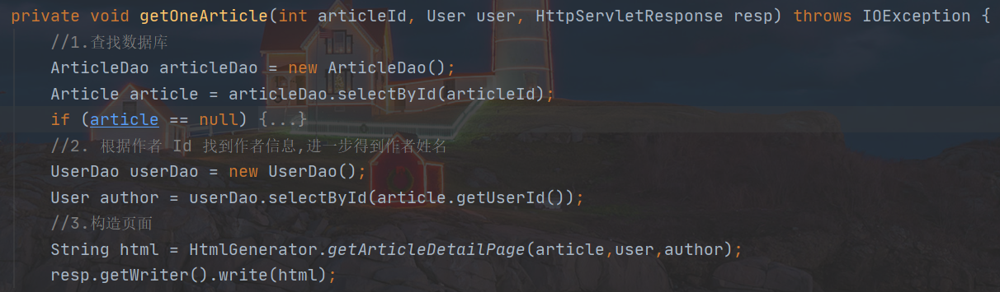 private void getOneArticle(int articleId, User user, HttpServletResponse resp) throws IOException {
//1.查找数据库
ArticleDao articleDao = new ArticleDao();
Article article = articleDao.selectById(articleId);
if (article == null) {...}
//2. 根据作者 Id 找到作者信息,进一步得到作者姓名
UserDao userDao = new UserDao();
User author = userDao.selectById(article.getUserId());
//3.构造页面
String html = HtmlGenerator.getArticleDetailPage(article,user,author);
resp.getWriter().write(html);